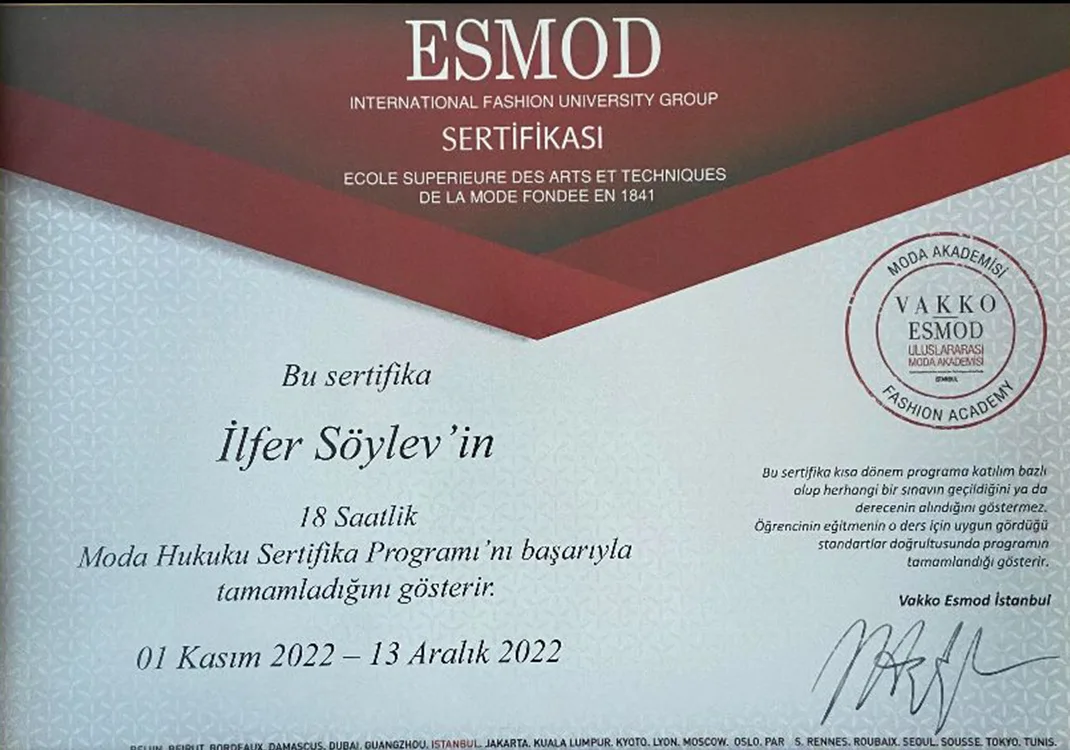 ESMOD
INTERNATIONAL FASHION UNIVERSITY GROUP
SERTİFİKASI
ECOLE SUPERIEURE DES ARTS ET TECHNIQUES
DE LA MODE FONDEE EN 1841
MODA AKADEMİSİ
VAKKO
ESMOD
ULUSLARARASI
MODA AKADEMİSİ
İSTANBUL
FASHION ACADEMY
Bu sertifika
İlfer Söylev’in
18 Saatlik
Moda Hukuku Sertifika Programı’nı başarıyla
tamamladığını gösterir.
01 Kasım 2022 – 13 Aralık 2022
Bu sertifika kısa dönem programa katılım bazlı
olup herhangi bir sınavın geçildiğini ya da
derecenin alındığını göstermez.
Öğrencinin eğitmenin o ders için uygun gördüğü
standartlar doğrultusunda programın
tamamlandığı gösterir.
Vakko Esmod İstanbul
BEIJIN. BEIRUT. BORDEAUX. DAMASCUS. DUBAI. GUANGZHOU. ISTANBUL. JAKARTA. KUALA LUMPUR. KYOTO. LYON. MOSCOW. OSLO. PAR S. RENNES. ROUBAIX. SEOUL. SOUSSE. TOKYO. TUNIS.